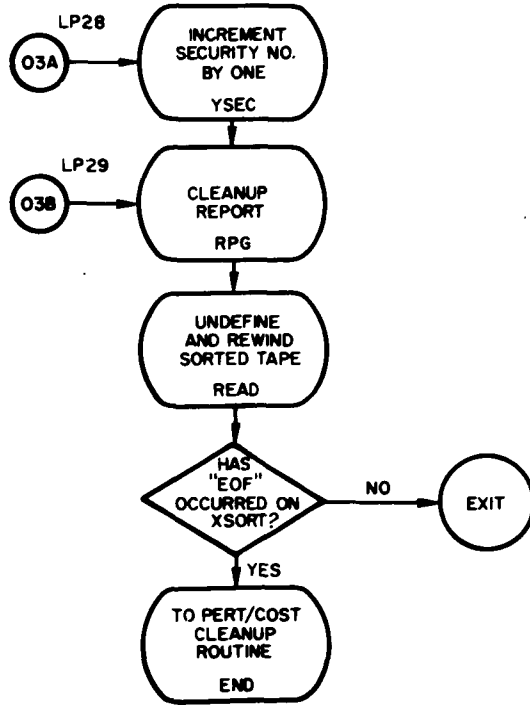 LP28
03A
INCREMENT
SECURITY NO.
BY ONE
YSEC
LP29
03B
CLEANUP
REPORT
RPG
UNDEFINE
AND REWIND
SORTED TAPE
READ
HAS
"EOF"
OCCURRED ON
XSORT?
NO
EXIT
YES
TO PERT/COST
CLEANUP
ROUTINE
END